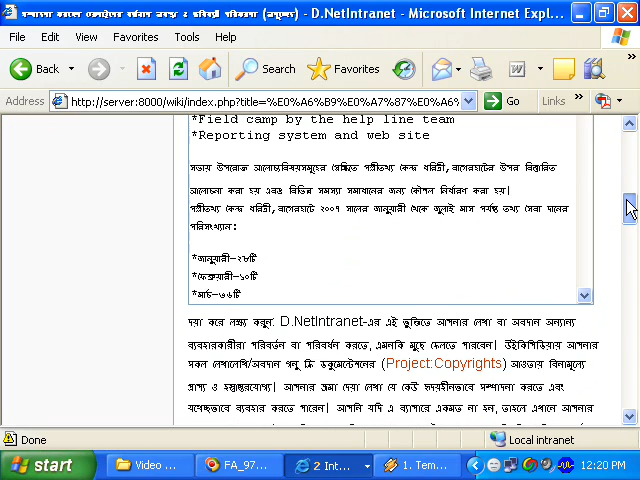 (অনুচ্ছেদ) - D.NetIntranet - Microsoft Internet Expl...
File Edit View Favorites Tools Help
Back Search Favorites
Address http://server:8000/wiki/index.php?title=%E0%A6%B9%E0%A7%87%E0%A6% Go Links
*Field camp by the help line team
*Reporting system and web site
সভায় উপরোক্ত আলোচ্যবিষয়সমূহের প্রেক্ষিতে পল্লীতথ্য কেন্দ্র ধরিত্রী,বাগেরহাটের উপর বিস্তারিত
আলোচনা করা হয় এবং বিভিন্ন সমস্যা সমাধানের জন্য কৌশল নির্ধারণ করা হয়।
পল্লীতথ্য কেন্দ্র ধরিত্রী,বাগেরহাটে ২০০৭ সালের জানুয়ারী থেকে জুলাই মাস পর্যন্ত তথ্য সেবা দানের
পরিসংখ্যান:
*জানুয়ারী-২৮টি
*ফেব্রুয়ারী-১০টি
*মার্চ-৩৬টি
দয়া করে লক্ষ্য করুন: D.NetIntranet-এর এই ভুক্তিতে আপনার লেখা বা অবদান অন্যান্য
ব্যবহারকারীরা পরিবর্তন বা পরিবর্ধন করতে, এমনকি মুছে ফেলতে পারবেন। উইকিপিডিয়ায় আপনার
সকল লেখালেখি/অবদান গনু ফ্রি ডকুমেন্টেশনের (Project:Copyrights) আওতায় বিনামূল্যে
প্রাপ্য ও হস্তান্তরযোগ্য। আপনার জমা দেয়া লেখা যে কেউ হৃদয়হীনভাবে সম্পাদনা করতে এবং
যথেচ্ছভাবে ব্যবহার করতে পারেন। আপনি যদি এ ব্যাপারে একমত না হন, তাহলে এখানে আপনার
Done Local intranet
start Video ... FA_97... 2 Int... 1. Tem... 12:20 PM